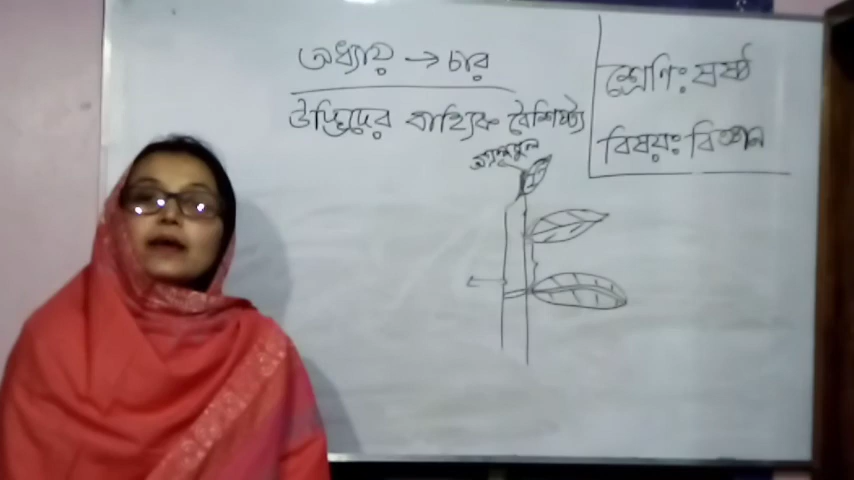 অধ্যায় → চার
উদ্ভিদের বাহ্যিক বৈশিষ্ট্য
শ্রেণি: ষষ্ঠ
বিষয়: বিজ্ঞান